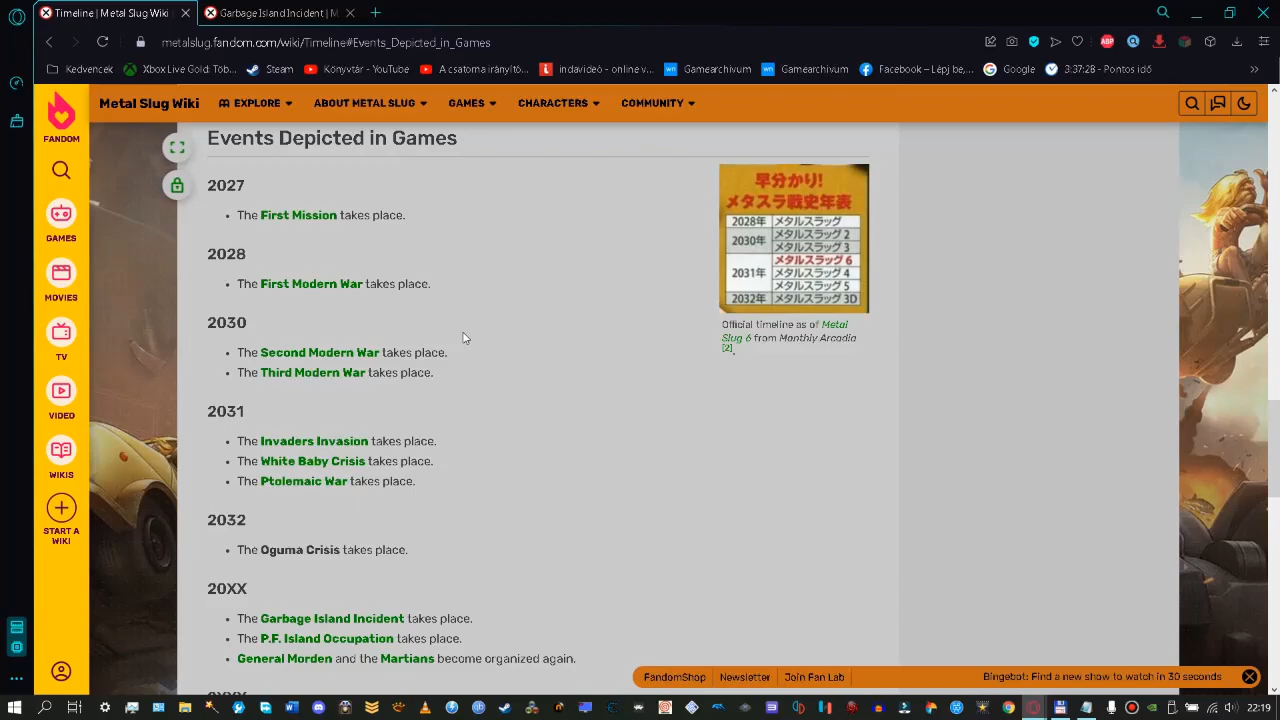 Timeline | Metal Slug Wiki | Fan
Garbage Island Incident | M
metalslug.fandom.com/wiki/Timeline#Events_Depicted_in_Games
ABP
Kedvencek
Xbox Live Gold: Töb...
Steam
Könyvtár - YouTube
A csatorna irányító...
indavideó - online v...
Gamearchivum
Gamearchivum
Facebook – Lépj be,...
Google
3:37:28 - Pontos idő
FANDOM
GAMES
MOVIES
TV
VIDEO
WIKIS
START A
WIKI
Metal Slug Wiki
EXPLORE
ABOUT METAL SLUG
GAMES
CHARACTERS
COMMUNITY
Events Depicted in Games
2027
The First Mission takes place.
2028
The First Modern War takes place.
2030
The Second Modern War takes place.
The Third Modern War takes place.
2031
The Invaders Invasion takes place.
The White Baby Crisis takes place.
The Ptolemaic War takes place.
2032
The Oguma Crisis takes place.
20XX
The Garbage Island Incident takes place.
The P.F. Island Occupation takes place.
General Morden and the Martians become organized again.
早分かり!
メタスラ戦史年表
2028年 メタルスラッグ
2030年 メタルスラッグ 2
メタルスラッグ 3
2031年 メタルスラッグ 6
メタルスラッグ 4
メタルスラッグ 5
2032年 メタルスラッグ 3D
Official timeline as of Metal
Slug 6 from Monthly Arcadia
[2].
FandomShop
Newsletter
Join Fan Lab
Bingebot: Find a new show to watch in 30 seconds
22:19